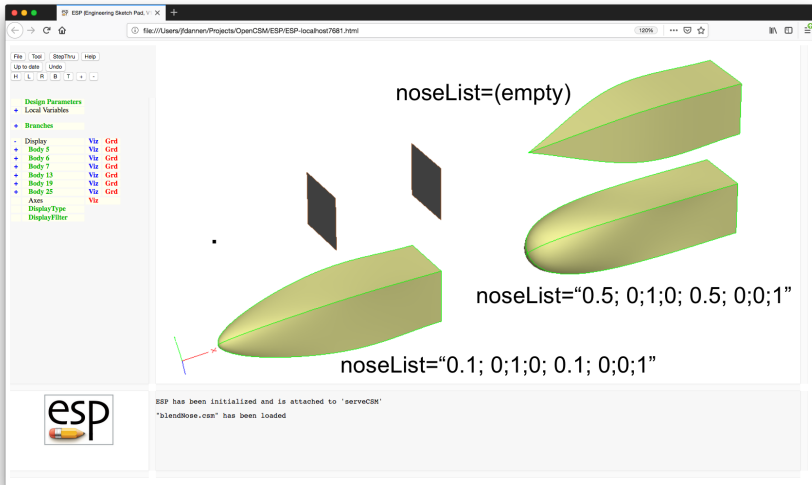 ESP (Engineering Sketch Pad,
file:///Users/jfdannen/Projects/OpenCSM/ESP/ESP-localhost7681.html
120%
File Tool StepThru Help
Up to date Undo
H L R B T + -
Design Parameters
+ Local Variables
+ Branches
- Display Viz Grd
+ Body 5 Viz Grd
+ Body 6 Viz Grd
+ Body 7 Viz Grd
+ Body 13 Viz Grd
+ Body 19 Viz Grd
+ Body 25 Viz Grd
Axes Viz
DisplayType
DisplayFilter
noseList=(empty)
noseList=“0.5; 0;1;0; 0.5; 0;0;1”
noseList=“0.1; 0;1;0; 0.1; 0;0;1”
x
esp
ESP has been initialized and is attached to 'serveCSM'
"blendNose.csm" has been loaded